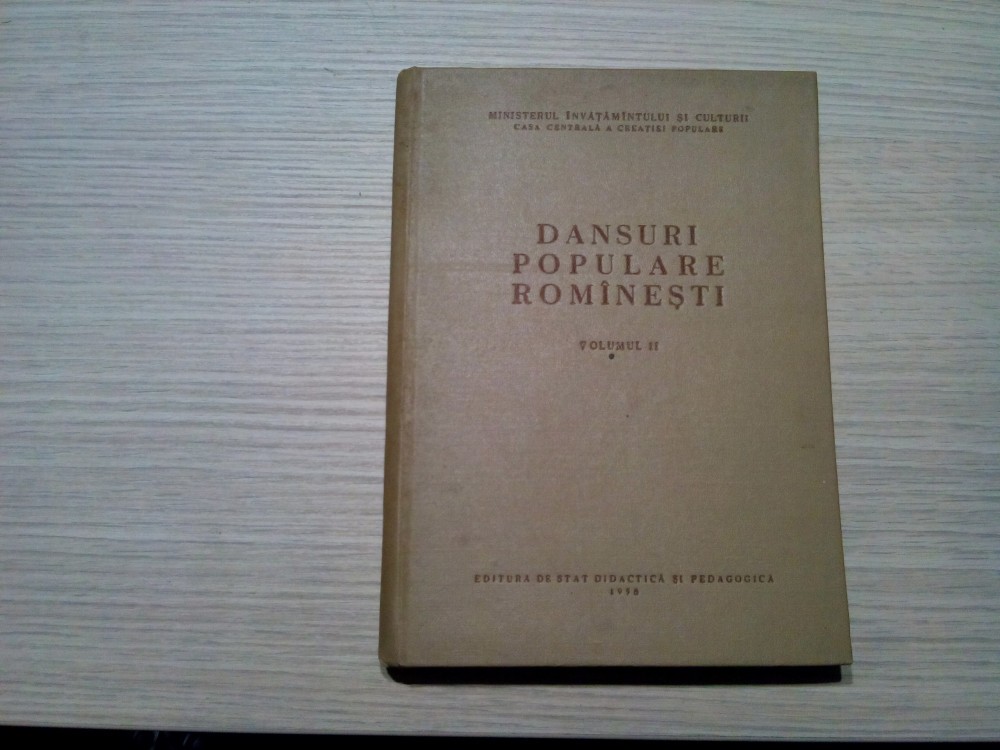 MINISTERUL ÎNVĂȚĂMÎNTULUI ȘI CULTURII
CASA CENTRALĂ A CREAȚIEI POPULARE
DANSURI
POPULARE
ROMÎNEȘTI
VOLUMUL II
EDITURA DE STAT DIDACTICĂ ȘI PEDAGOGICĂ
1958